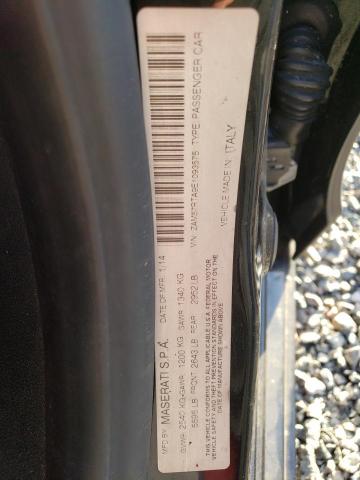 MFD BY: MASERATI S.P.A. DATE OF MFR. 1/14
GVWR 2540 KG-GAWR 1200 KG GAWR 1340 KG
5595 LB FRONT 2643 LB REAR 2952 LB
THIS VEHICLE CONFORMS TO ALL APPLICABLE U.S.A. FEDERAL MOTOR
VEHICLE SAFETY AND THEFT PREVENTION STANDARDS IN EFFECT ON THE
DATE OF MANUFACTURE SHOWN ABOVE
VIN: ZAM57RTA9E1093575 TYPE: PASSENGER CAR
VEHICLE MADE IN: ITALY